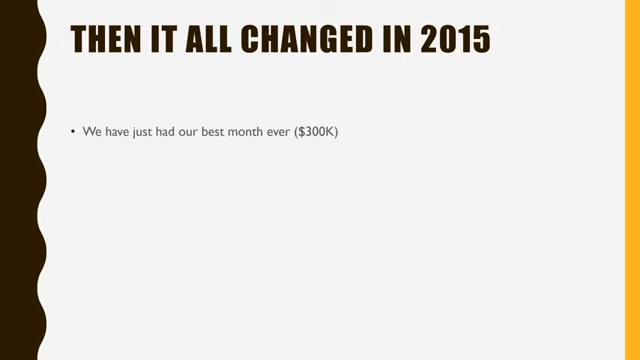 THEN IT ALL CHANGED IN 2015
• We have just had our best month ever ($300K)